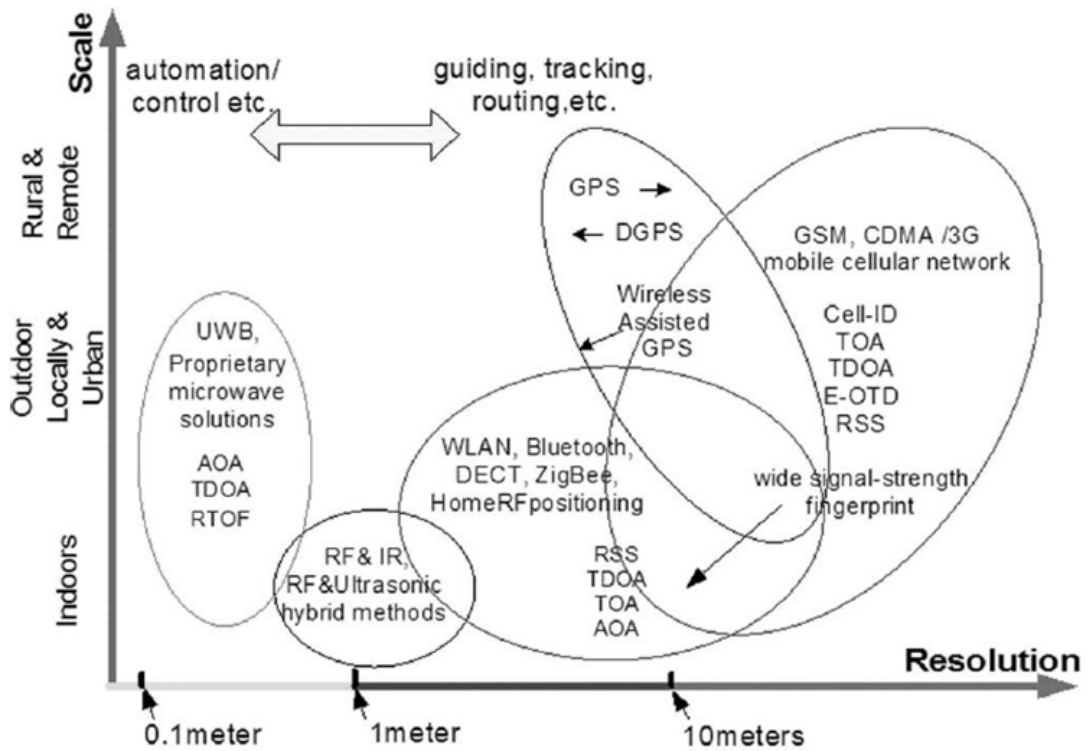 Scale
automation/
control etc.
guiding, tracking,
routing,etc.
Rural &
Remote
GPS
DGPS
GSM, CDMA /3G
mobile cellular network
Wireless
Assisted
GPS
Cell-ID
TOA
TDOA
E-OTD
RSS
Outdoor
Locally &
Urban
UWB,
Proprietary
microwave
solutions
AOA
TDOA
RTOF
WLAN, Bluetooth,
DECT, ZigBee,
HomeRFpositioning
wide signal-strength
fingerprint
Indoors
RF& IR,
RF&Ultrasonic
hybrid methods
RSS
TDOA
TOA
AOA
Resolution
0.1meter
1meter
10meters